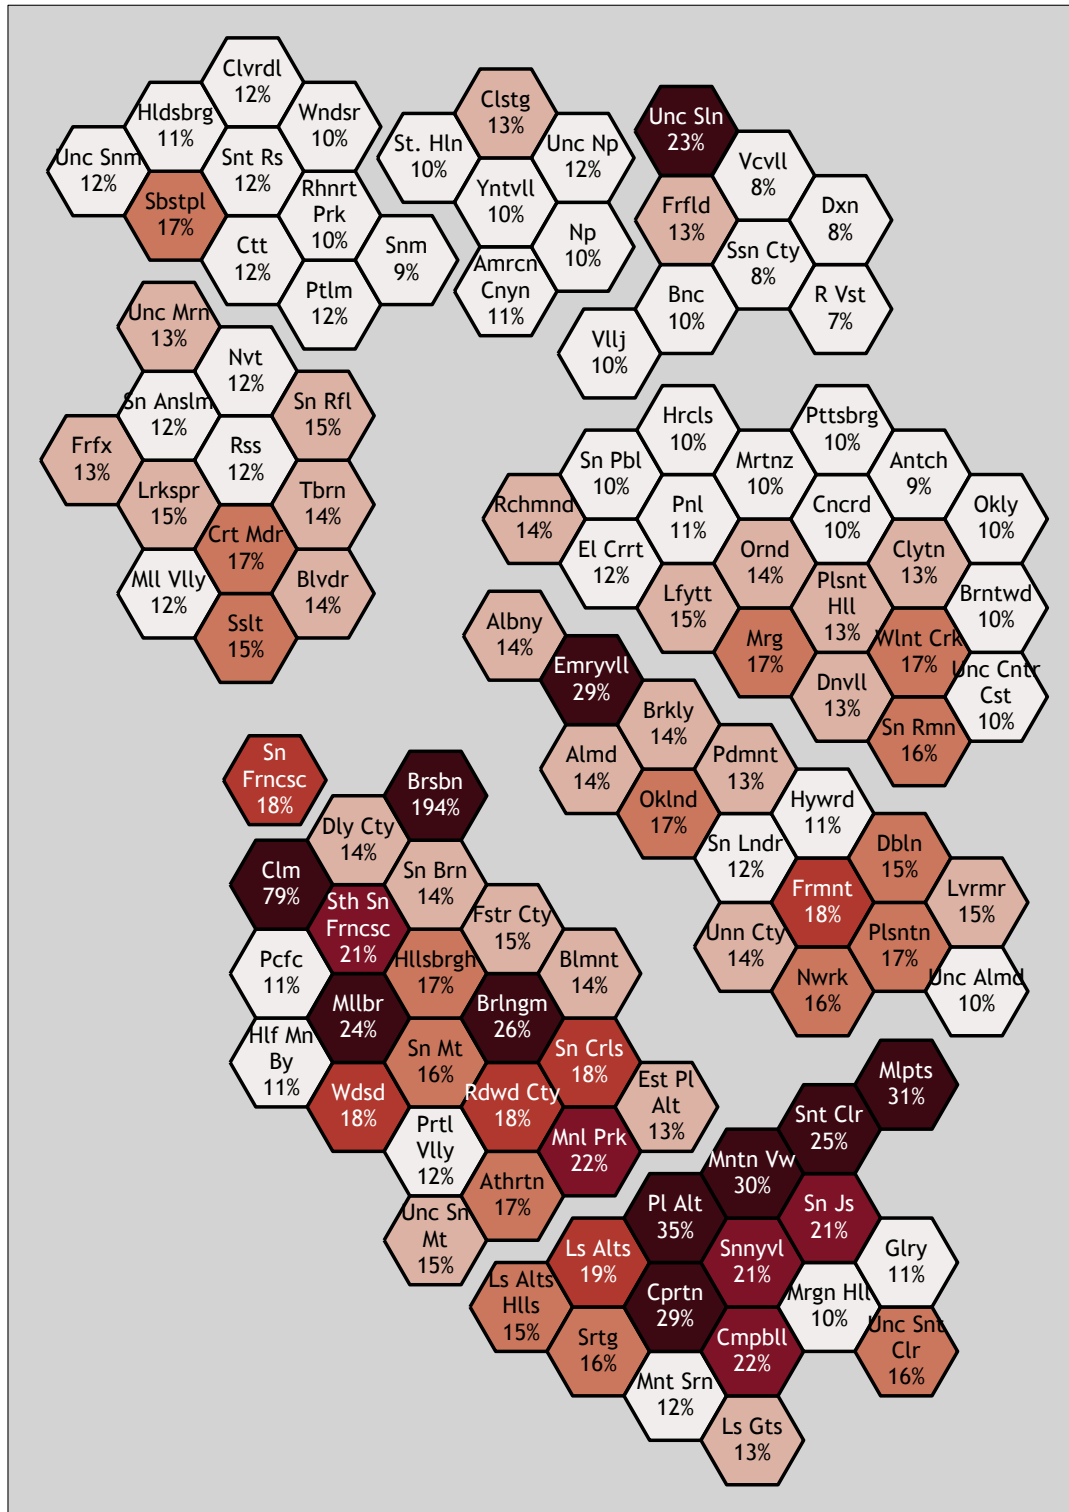 Clvrdl
12%
Hldsbrg
11%
Wndsr
10%
Unc Snm
12%
Snt Rs
12%
Sbstpl
17%
Rhnrt
Prk
10%
Ctt
12%
Snm
9%
Ptlm
12%
Clstg
13%
St. Hln
10%
Unc Np
12%
Yntvll
10%
Np
10%
Amrcn
Cnyn
11%
Unc Sln
23%
Vcvll
8%
Frfld
13%
Dxn
8%
Ssn Cty
8%
Bnc
10%
R Vst
7%
Vllj
10%
Unc Mrn
13%
Nvt
12%
Sn Anslm
12%
Sn Rfl
15%
Frfx
13%
Rss
12%
Lrkspr
15%
Tbrn
14%
Crt Mdr
17%
Mll Vlly
12%
Blvdr
14%
Sslt
15%
Hrcls
10%
Pttsbrg
10%
Sn Pbl
10%
Mrtnz
10%
Antch
9%
Rchmnd
14%
Pnl
11%
Cncrd
10%
Okly
10%
El Crrt
12%
Ornd
14%
Clytn
13%
Lfytt
15%
Plsnt
Hll
13%
Brntwd
10%
Mrg
17%
Wlnt Crk
17%
Dnvll
13%
Unc Cntr
Cst
10%
Sn Rmn
16%
Albny
14%
Emryvll
29%
Brkly
14%
Almd
14%
Pdmnt
13%
Oklnd
17%
Hywrd
11%
Sn Lndr
12%
Dbln
15%
Frmnt
18%
Lvrmr
15%
Unn Cty
14%
Plsntn
17%
Nwrk
16%
Unc Almd
10%
Sn
Frncsc
18%
Brsbn
194%
Dly Cty
14%
Clm
79%
Sn Brn
14%
Sth Sn
Frncsc
21%
Fstr Cty
15%
Pcfc
11%
Hllsbrgh
17%
Blmnt
14%
Mllbr
24%
Brlngm
26%
Hlf Mn
By
11%
Sn Mt
16%
Sn Crls
18%
Wdsd
18%
Rdwd Cty
18%
Est Pl
Alt
13%
Prtl
Vlly
12%
Mnl Prk
22%
Athrtn
17%
Unc Sn
Mt
15%
Mlpts
31%
Snt Clr
25%
Mntn Vw
30%
Pl Alt
35%
Sn Js
21%
Ls Alts
19%
Snnyvl
21%
Glry
11%
Ls Alts
Hlls
15%
Cprtn
29%
Mrgn Hll
10%
Srtg
16%
Cmpbll
22%
Unc Snt
Clr
16%
Mnt Srn
12%
Ls Gts
13%